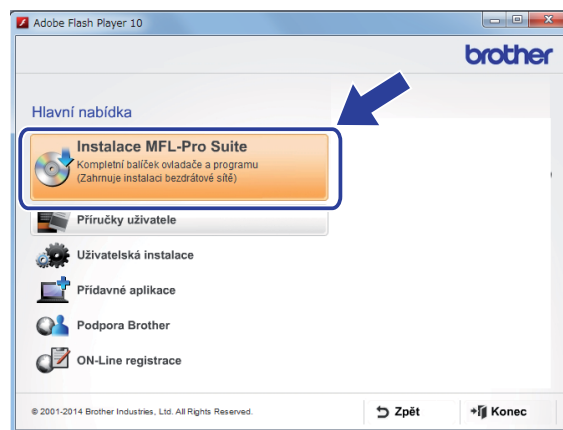 Adobe Flash Player 10
brother
Hlavní nabídka
Instalace MFL-Pro Suite
Kompletní balíček ovladače a programu
(Zahrnuje instalaci bezdrátové sítě)
Příručky uživatele
Uživatelská instalace
Přídavné aplikace
Podpora Brother
ON-Line registrace
© 2001-2014 Brother Industries, Ltd. All Rights Reserved.
Zpět
Konec